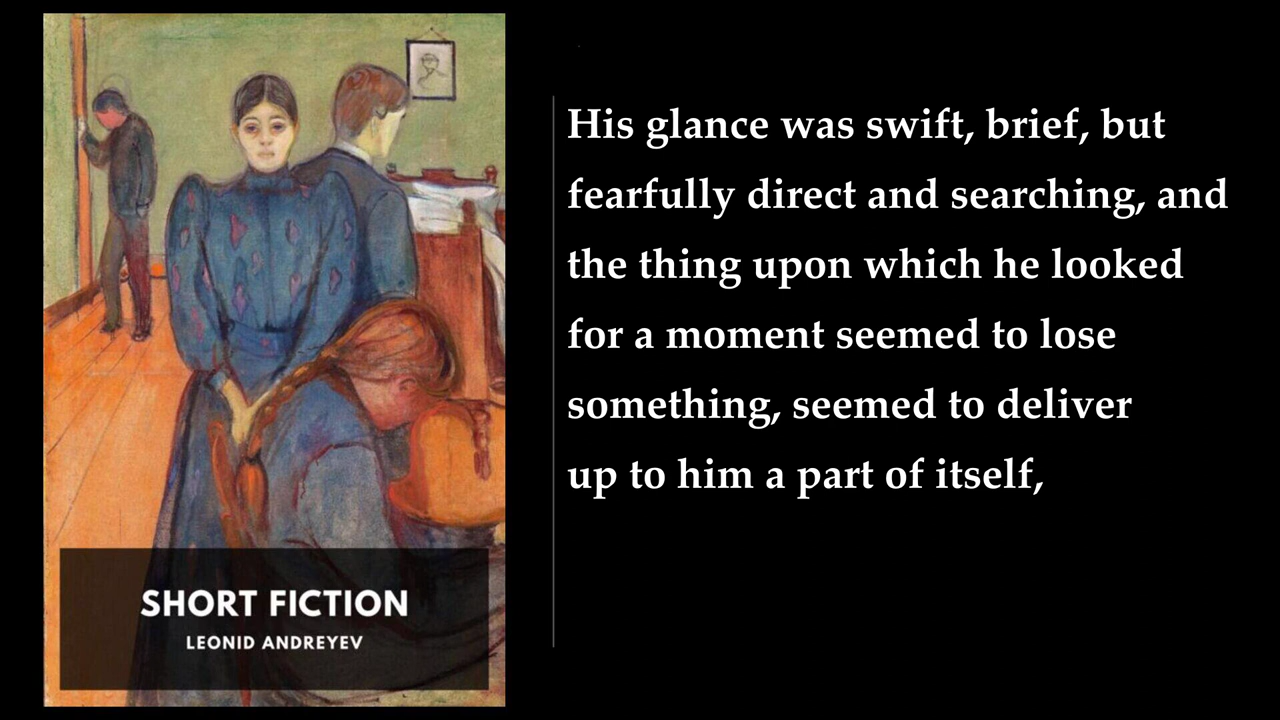 His glance was swift, brief, but
fearfully direct and searching, and
the thing upon which he looked
for a moment seemed to lose
something, seemed to deliver
up to him a part of itself,
SHORT FICTION
LEONID ANDREYEV